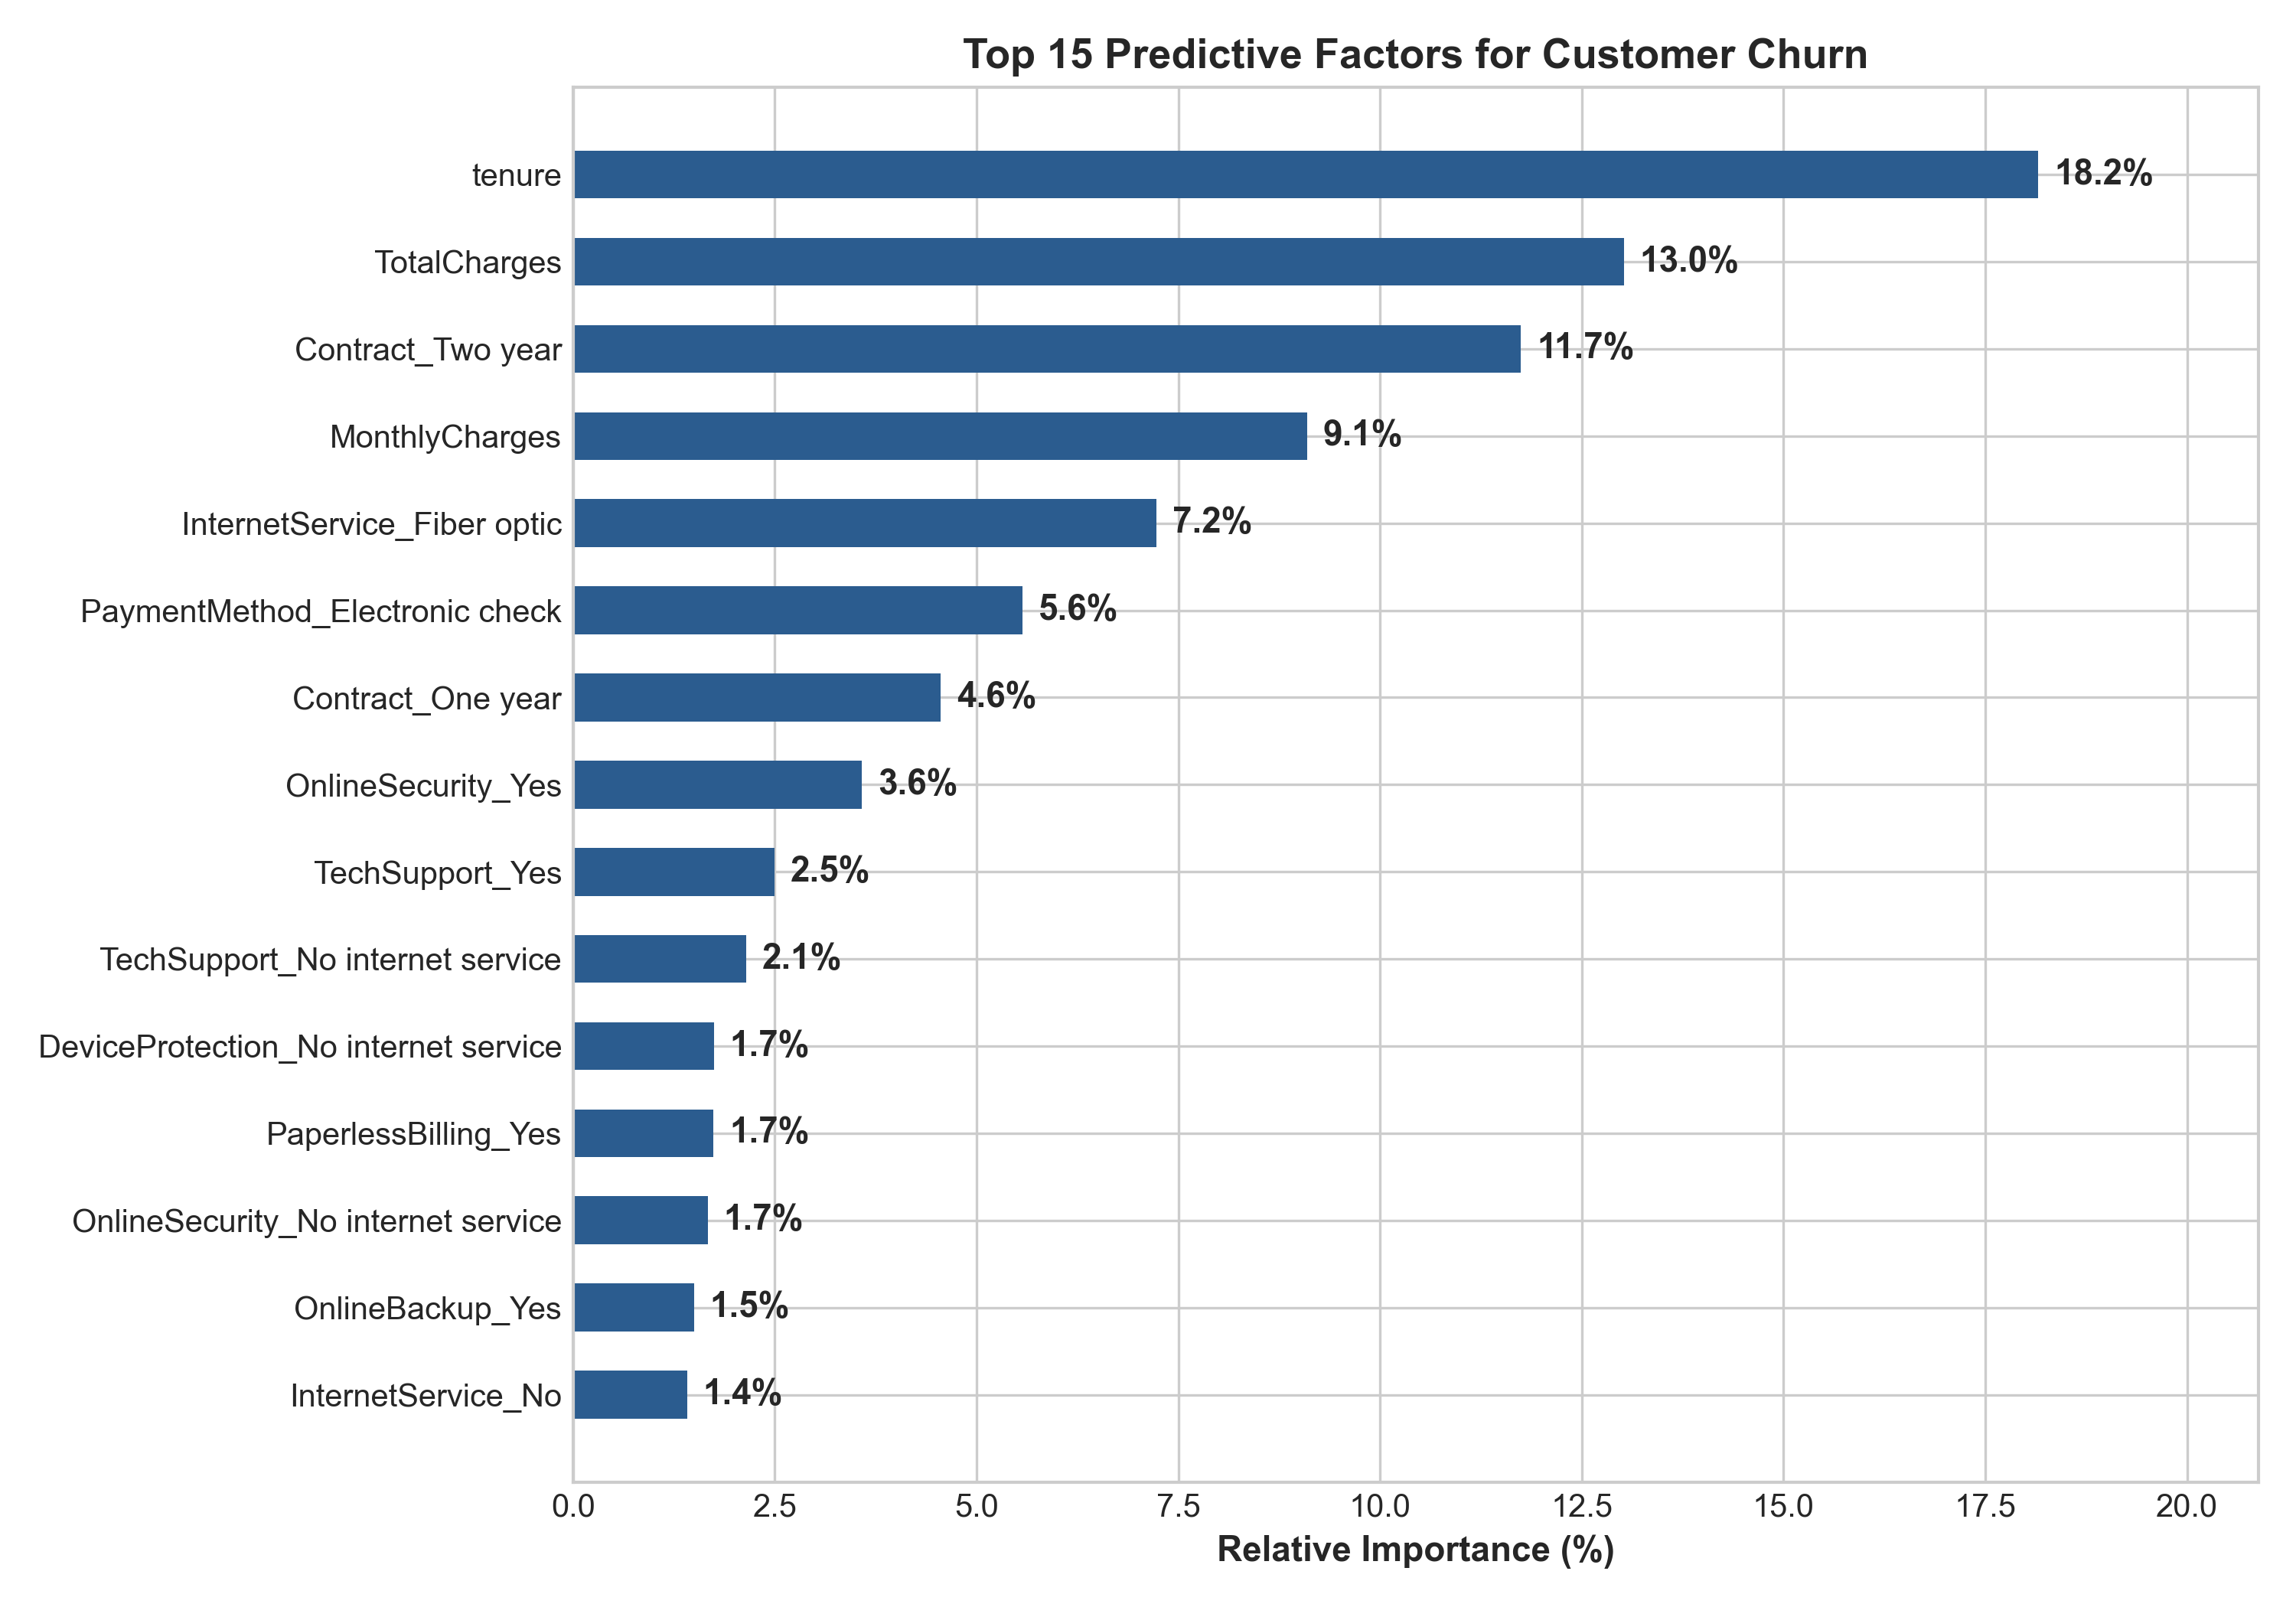 Top 15 Predictive Factors for Customer Churn
tenure 18.2%
TotalCharges 13.0%
Contract_Two year 11.7%
MonthlyCharges 9.1%
InternetService_Fiber optic 7.2%
PaymentMethod_Electronic check 5.6%
Contract_One year 4.6%
OnlineSecurity_Yes 3.6%
TechSupport_Yes 2.5%
TechSupport_No internet service 2.1%
DeviceProtection_No internet service 1.7%
PaperlessBilling_Yes 1.7%
OnlineSecurity_No internet service 1.7%
OnlineBackup_Yes 1.5%
InternetService_No 1.4%
0.0 2.5 5.0 7.5 10.0 12.5 15.0 17.5 20.0
Relative Importance (%)